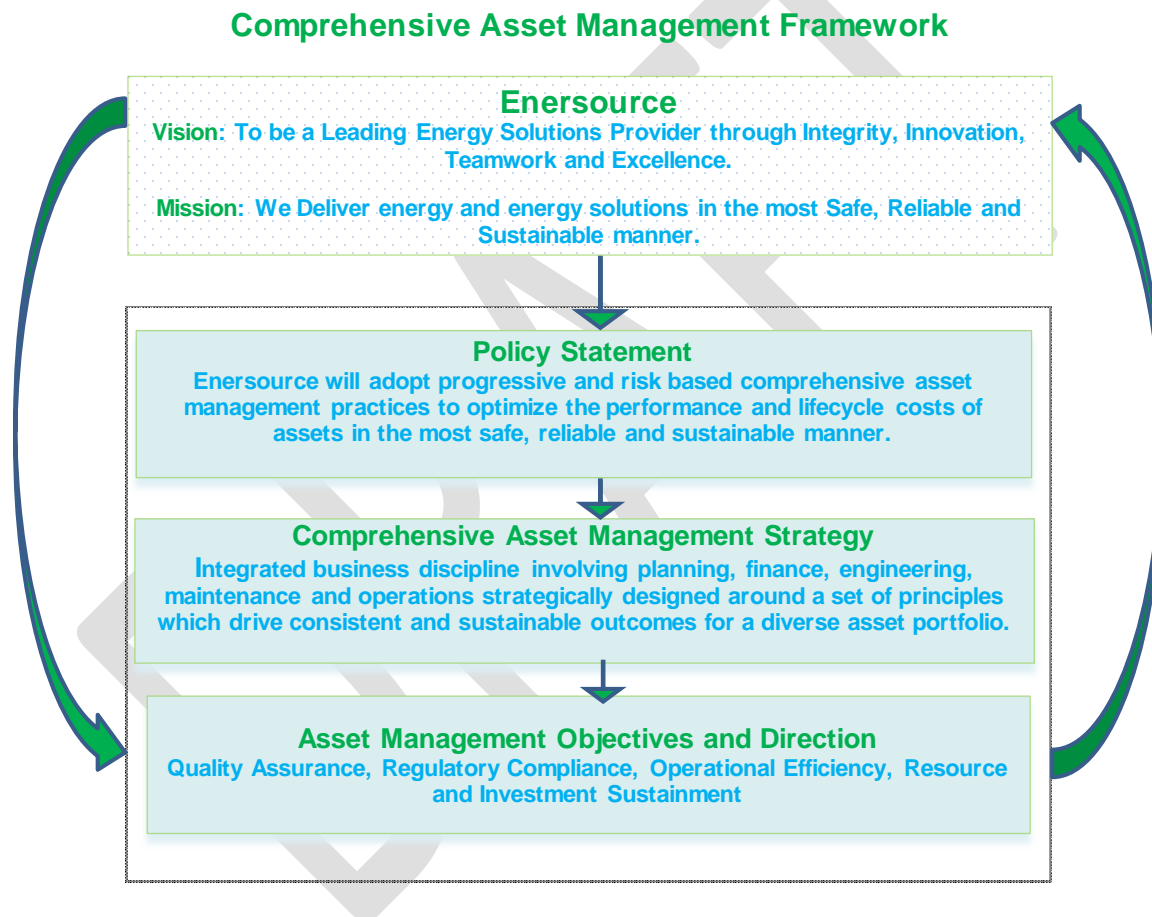 Comprehensive Asset Management Framework
Enersource
Vision: To be a Leading Energy Solutions Provider through Integrity, Innovation,
Teamwork and Excellence.
Mission: We Deliver energy and energy solutions in the most Safe, Reliable and
Sustainable manner.
Policy Statement
Enersource will adopt progressive and risk based comprehensive asset
management practices to optimize the performance and lifecycle costs of
assets in the most safe, reliable and sustainable manner.
Comprehensive Asset Management Strategy
Integrated business discipline involving planning, finance, engineering,
maintenance and operations strategically designed around a set of principles
which drive consistent and sustainable outcomes for a diverse asset portfolio.
Asset Management Objectives and Direction
Quality Assurance, Regulatory Compliance, Operational Efficiency, Resource
and Investment Sustainment
DRAFT